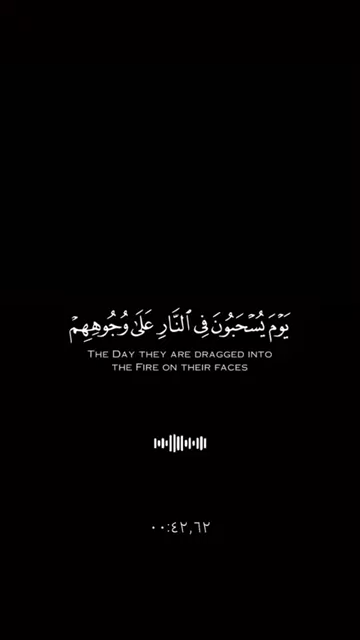 يَوْمَ يُسْحَبُونَ فِي ٱلنَّارِ عَلَىٰ وُجُوهِهِمْ
THE DAY THEY ARE DRAGGED INTO
THE FIRE ON THEIR FACES
٠٠:٤٢,٦٢